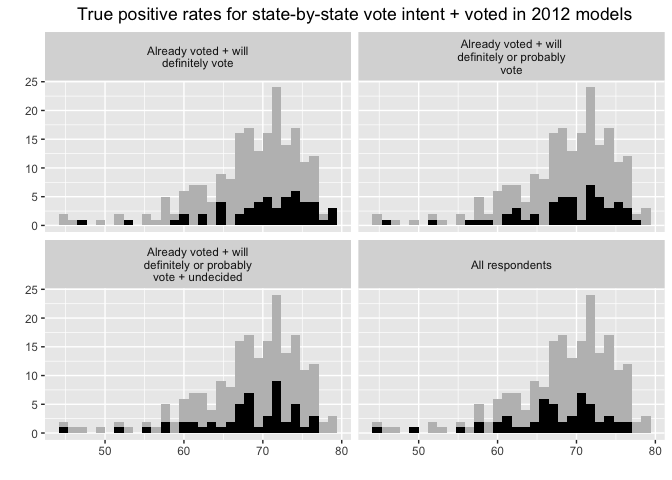 True positive rates for state-by-state vote intent + voted in 2012 models
Already voted + will
definitely vote
Already voted + will
definitely or probably
vote
25
20
15
10
5
0
Already voted + will
definitely or probably
vote + undecided
All respondents
25
20
15
10
5
0
50
60
70
80
50
60
70
80